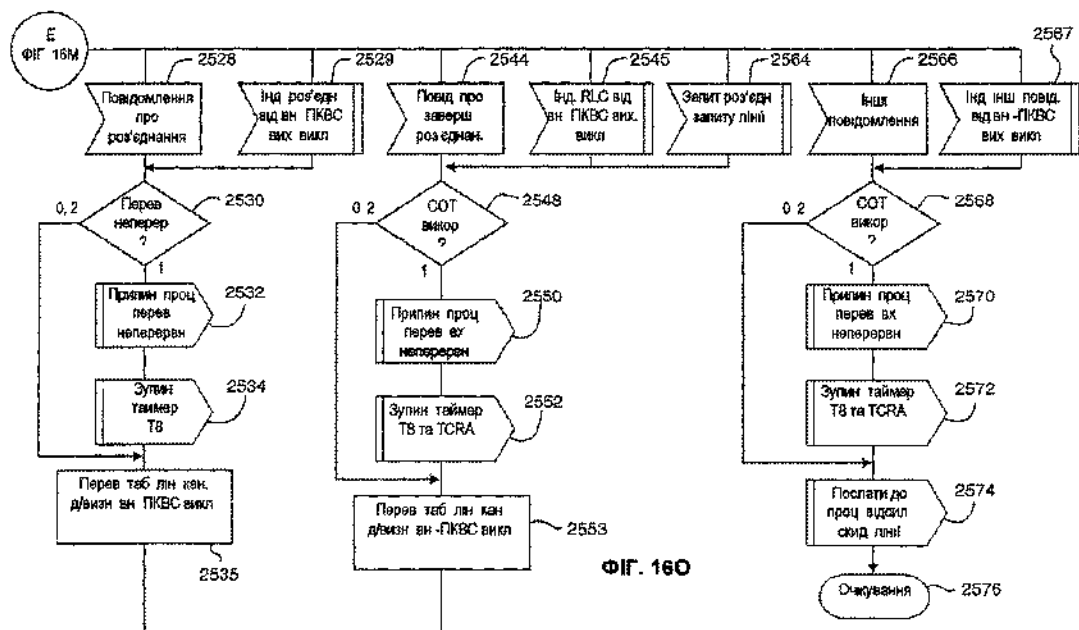 E
ФІГ 16М
2528
2529
2544
2545
2564
2566
2567
Повідомлення
про
роз'єднання
Інд роз'єдн
від вн ПКВС
вих викл
Повід про
заверш
роз єднан.
Інд. RLC від
вн ПКВС вих.
викл
Запит роз'єдн
запиту лінії
Інш
повідомлення
Інд інш повід.
від вн -ПКВС
вих викл
Перев
неперер
?
2530
0, 2
1
СОТ
викор
?
2548
0 2
1
СОТ
викор
?
2568
0 2
1
Припин проц
перев
неперервн
2532
Припин проц
перев вх
неперервн
2550
Припин проц
перев вх
неперервн
2570
Зупин
таймер
Т8
2534
Зупин таймер
Т8 та TCRA
2552
Зупин таймер
Т8 та TCRA
2572
Перев таб лін кан.
д/визн вн ПКВС викл
2535
Перев таб лін кан
д/визн вн -ПКВС викл
2553
Послати до
проц відсил
скид лінії
2574
ФІГ. 16О
Очікування
2576